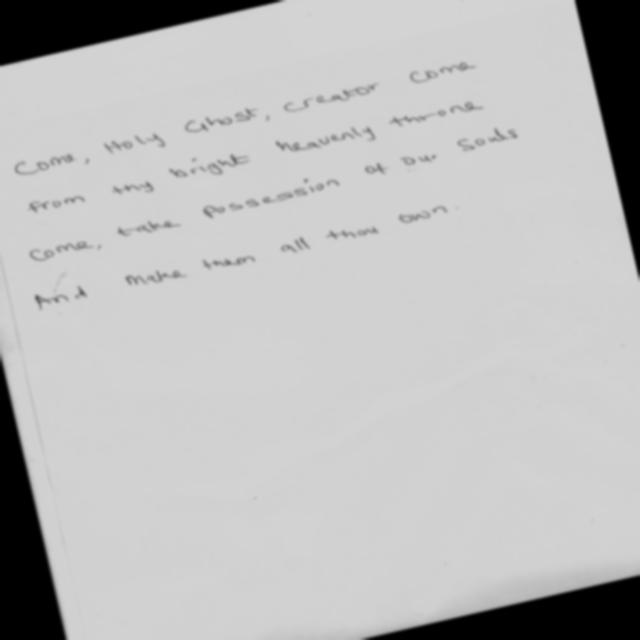 Come, Holy Ghost, Creator Come
From thy bright heavenly throne
Come, take possession of our souls
And make them all thine own.